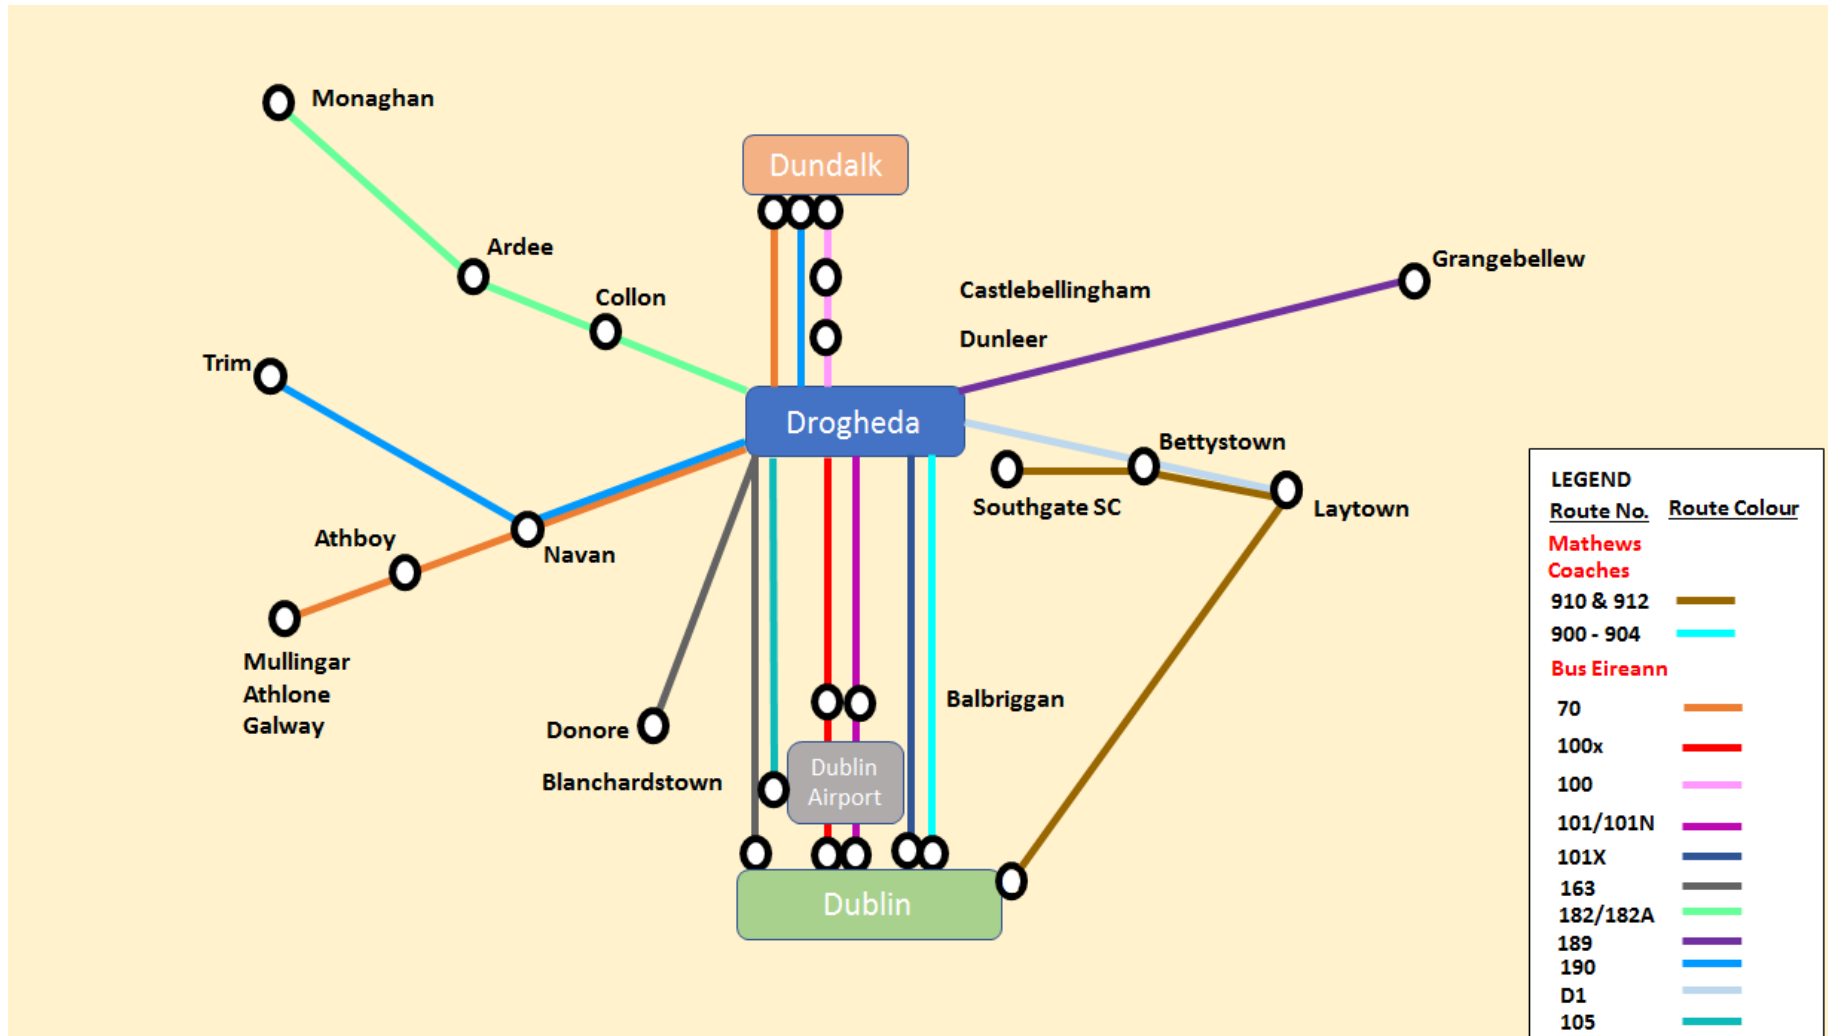 Monaghan
Dundalk
Ardee
Grangebellew
Castlebellingham
Collon
Dunleer
Trim
Drogheda
Bettystown
Southgate SC
Laytown
Athboy
Navan
Mullingar
Athlone
Galway
Balbriggan
Donore
Blanchardstown
Dublin
Airport
Dublin
LEGEND
Route No. Route Colour
Mathews
Coaches
910 & 912
900 - 904
Bus Eireann
70
100x
100
101/101N
101X
163
182/182A
189
190
D1
105